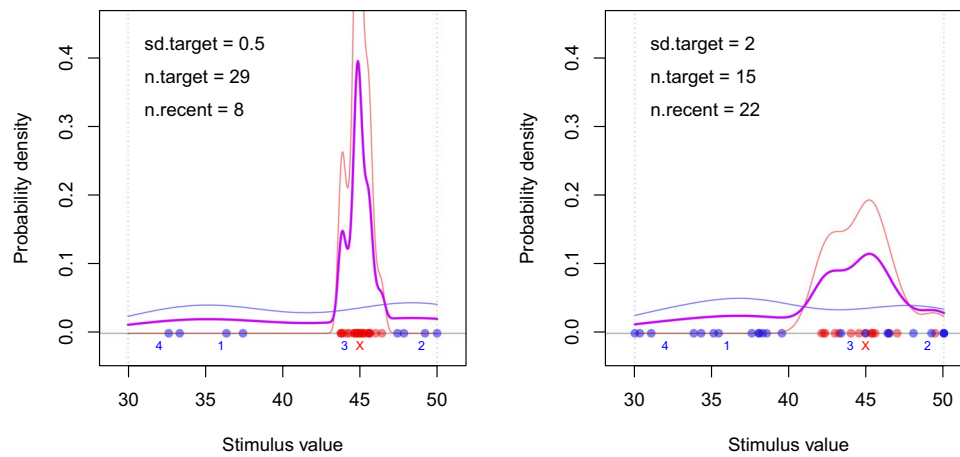 sd.target = 0.5
n.target = 29
n.recent = 8
Probability density
0.0 0.1 0.2 0.3 0.4
4 1 3 X 2
30 35 40 45 50
Stimulus value
sd.target = 2
n.target = 15
n.recent = 22
Probability density
0.0 0.1 0.2 0.3 0.4
4 1 3 X 2
30 35 40 45 50
Stimulus value